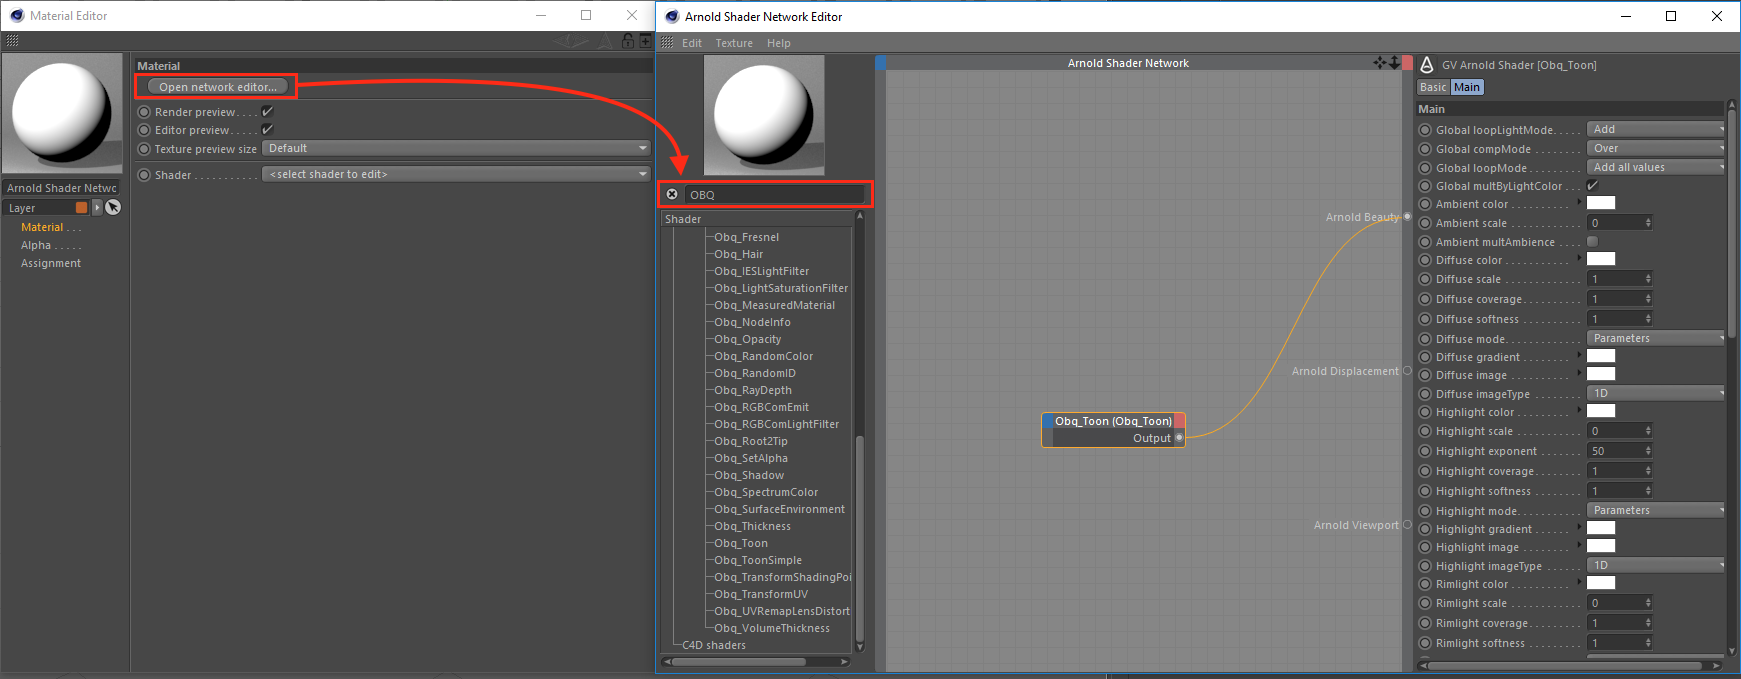 Material Editor
Material
Open network editor...
Render preview . . . .
Editor preview . . . . .
Texture preview size Default
Shader . . . . . . . . . . <select shader to edit>
Arnold Shader Netwc
Layer
Material . . .
Alpha . . . . .
Assignment
Arnold Shader Network Editor
Edit Texture Help
OBQ
Shader
Obq_Fresnel
Obq_Hair
Obq_IESLightFilter
Obq_LightSaturationFilter
Obq_MeasuredMaterial
Obq_NodeInfo
Obq_Opacity
Obq_RandomColor
Obq_RandomID
Obq_RayDepth
Obq_RGBComEmit
Obq_RGBComLightFilter
Obq_Root2Tip
Obq_SetAlpha
Obq_Shadow
Obq_SpectrumColor
Obq_SurfaceEnvironment
Obq_Thickness
Obq_Toon
Obq_ToonSimple
Obq_TransformShadingPoi
Obq_TransformUV
Obq_UVRemapLensDistort
Obq_VolumeThickness
C4D shaders
Arnold Shader Network
Arnold Beauty
Arnold Displacement
Obq_Toon (Obq_Toon)
Output
Arnold Viewport
GV Arnold Shader [Obq_Toon]
Basic Main
Main
Global loopLightMode. . . . . Add
Global compMode . . . . . . . . Over
Global loopMode. . . . . . . . . Add all values
Global multByLightColor . . .
Ambient color . . . . . . . . . .
Ambient scale . . . . . . . . . . . 0
Ambient multAmbience . . . .
Diffuse color . . . . . . . . . . .
Diffuse scale . . . . . . . . . . . . 1
Diffuse coverage. . . . . . . . . 1
Diffuse softness . . . . . . . . . 1
Diffuse mode. . . . . . . . . . . . Parameters
Diffuse gradient . . . . . . . .
Diffuse image . . . . . . . . . .
Diffuse imageType . . . . . . . 1D
Highlight color . . . . . . . . .
Highlight scale . . . . . . . . . . 0
Highlight exponent . . . . . . 50
Highlight coverage. . . . . . . 1
Highlight softness . . . . . . . 1
Highlight mode. . . . . . . . . . Parameters
Highlight gradient . . . . . .
Highlight image . . . . . . . .
Highlight imageType . . . . . 1D
Rimlight color . . . . . . . . . .
Rimlight scale . . . . . . . . . . . 0
Rimlight coverage. . . . . . . . 1
Rimlight softness . . . . . . . . 1